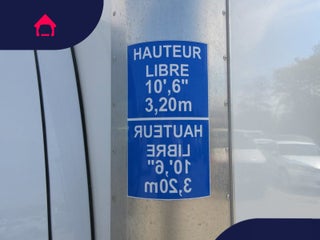 HAUTEUR
LIBRE
10',6"
3,20m
HAUTEUR
LIBRE
10',6"
3,20m